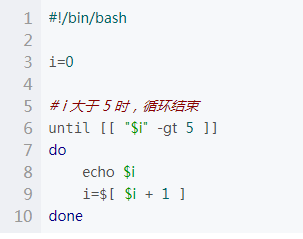 1 #!/bin/bash
2
3 i=0
4
5 # i 大于 5 时，循环结束
6 until [[ "$i" -gt 5 ]]
7 do
8     echo $i
9     i=$[ $i + 1 ]
10 done